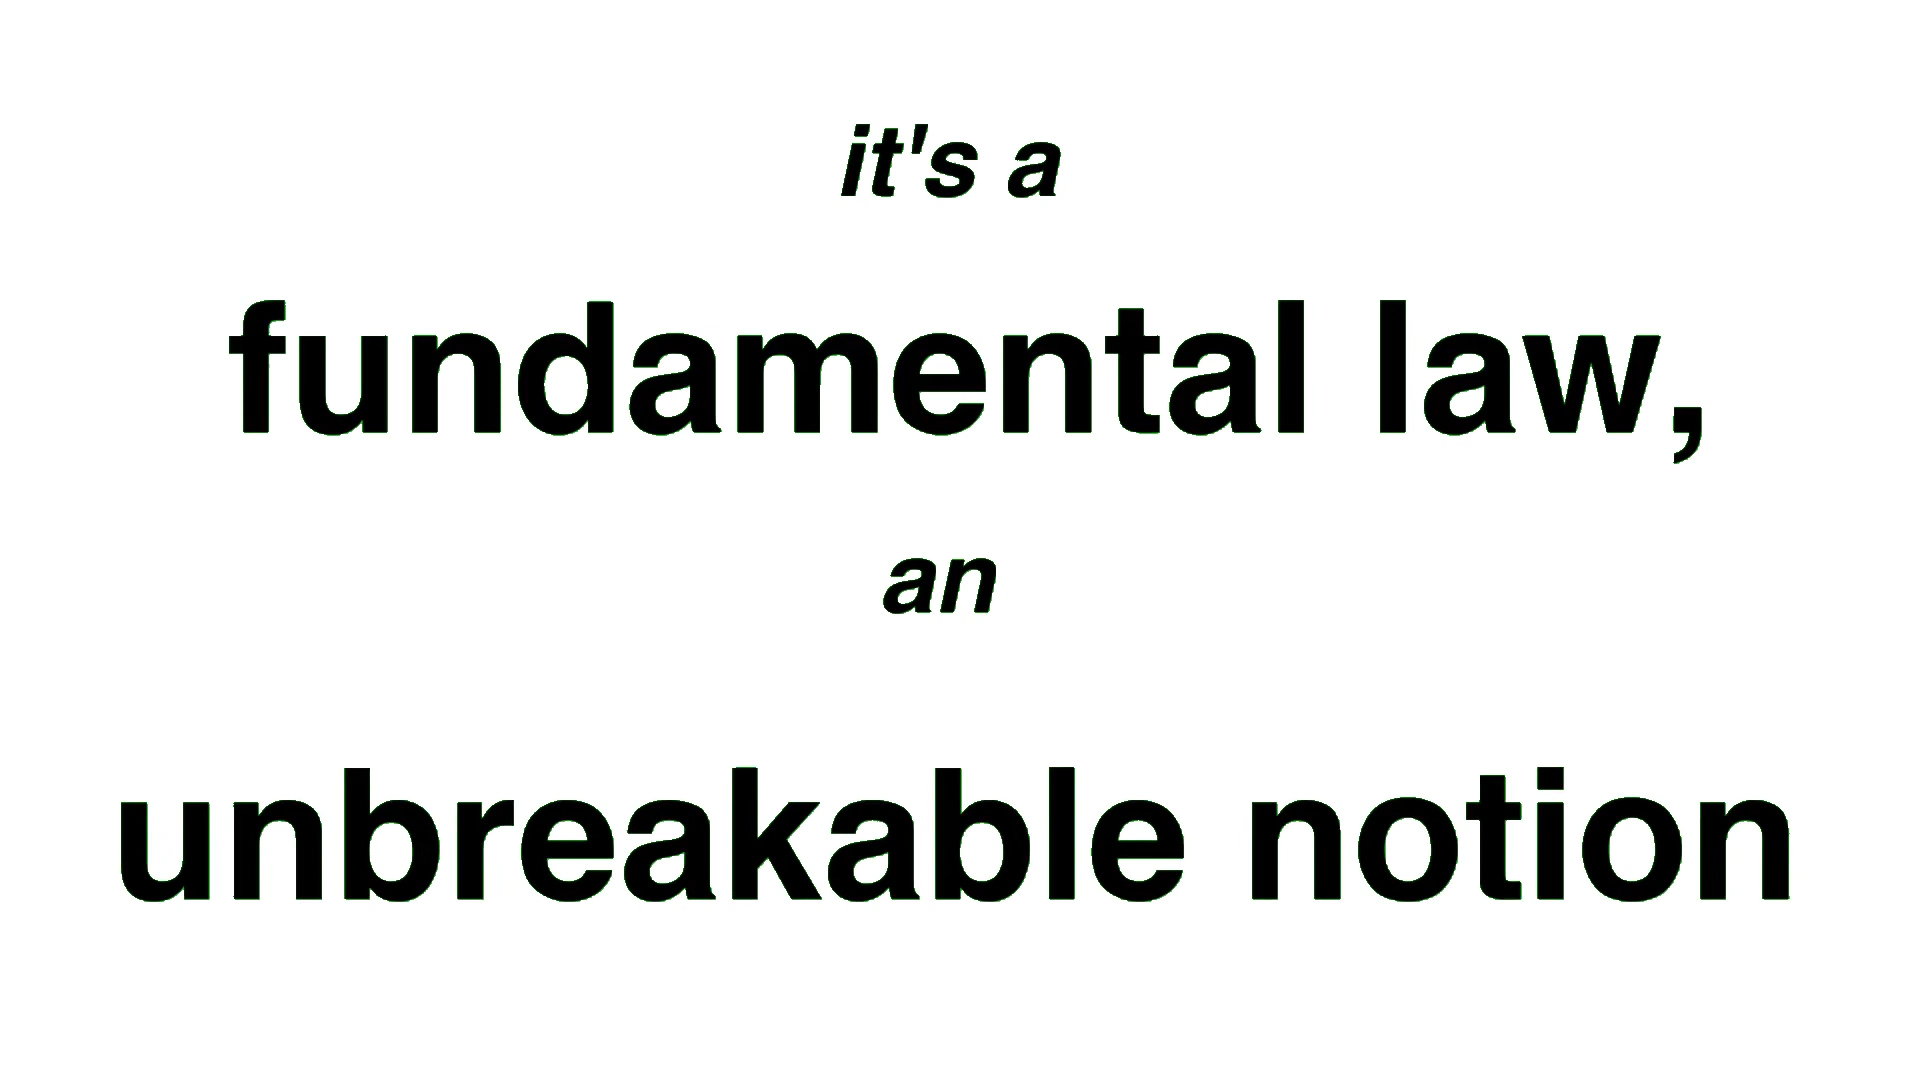 it's a
fundamental law,
an
unbreakable notion